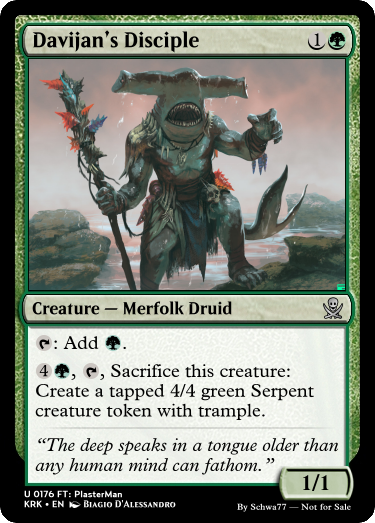 Davijan's Disciple 1
Creature — Merfolk Druid
: Add .
4 , , Sacrifice this creature:
Create a tapped 4/4 green Serpent
creature token with trample.
“The deep speaks in a tongue older than
any human mind can fathom.”
1/1
U 0176 FT: PlasterMan
KRK • EN Biagio D'Alessandro
By Schwa77 — Not for Sale